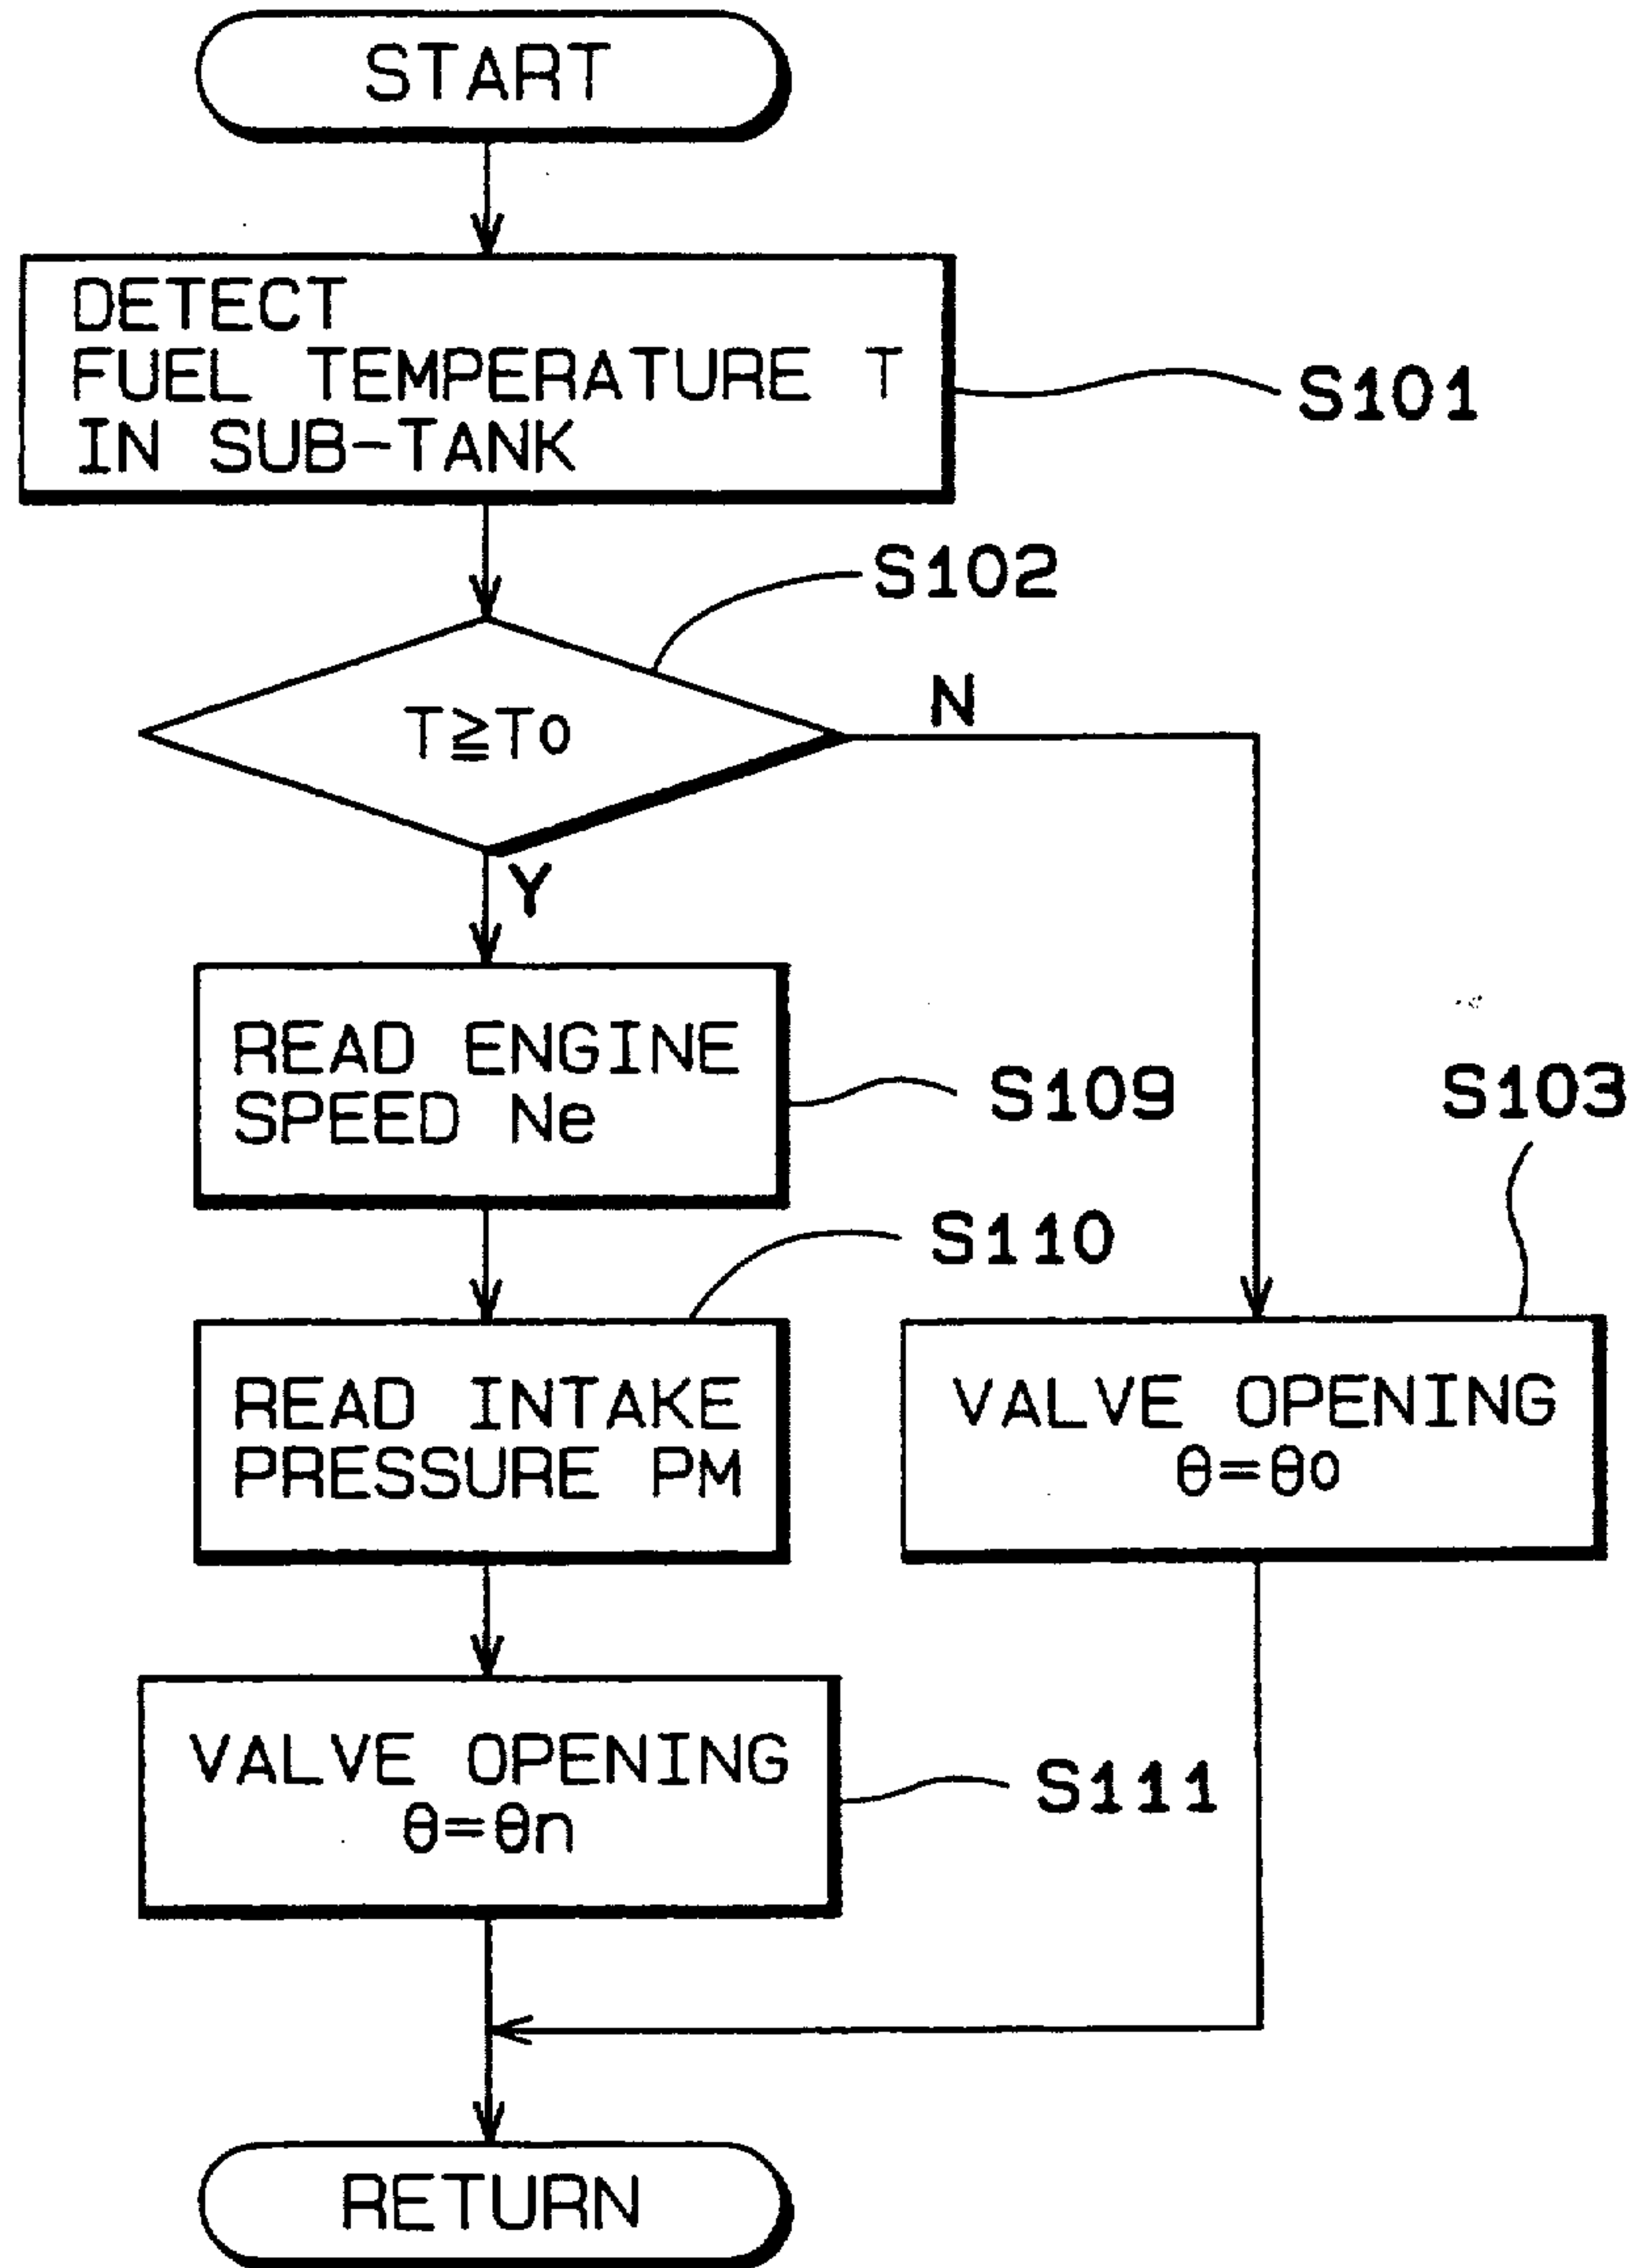 START
DETECT
FUEL TEMPERATURE T
IN SUB-TANK
S101
S102
T≧To
N
Y
READ ENGINE
SPEED Ne
S109
S103
S110
READ INTAKE
PRESSURE PM
VALVE OPENING
θ=θo
VALVE OPENING
θ=θn
S111
RETURN